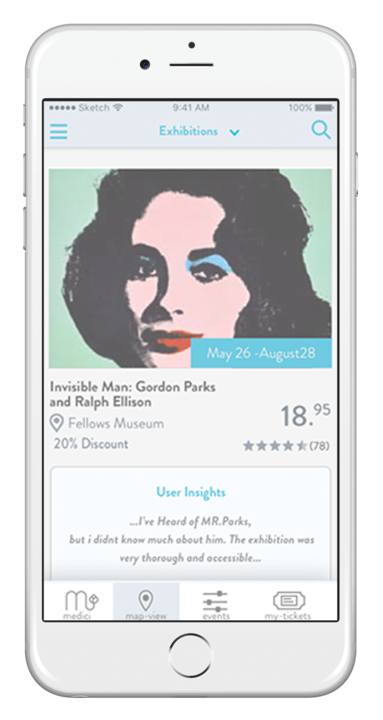 Sketch 9:41 AM 100%
Exhibitions
May 26 -August28
Invisible Man: Gordon Parks
and Ralph Ellison
18.95
Fellows Museum
20% Discount
(78)
User Insights
...I've Heard of MR.Parks,
but i didnt know much about him. The exhibition was
very thorough and accessible...
medici map-view events my-tickets